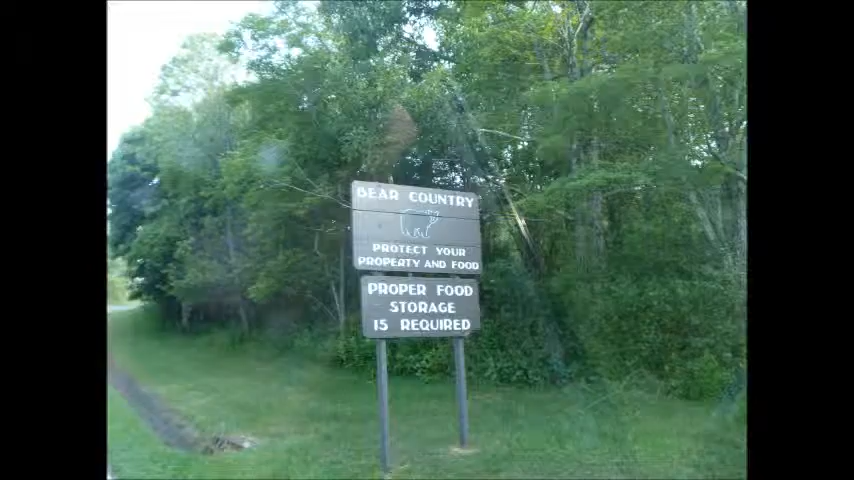 BEAR COUNTRY
PROTECT YOUR
PROPERTY AND FOOD
PROPER FOOD
STORAGE
IS REQUIRED